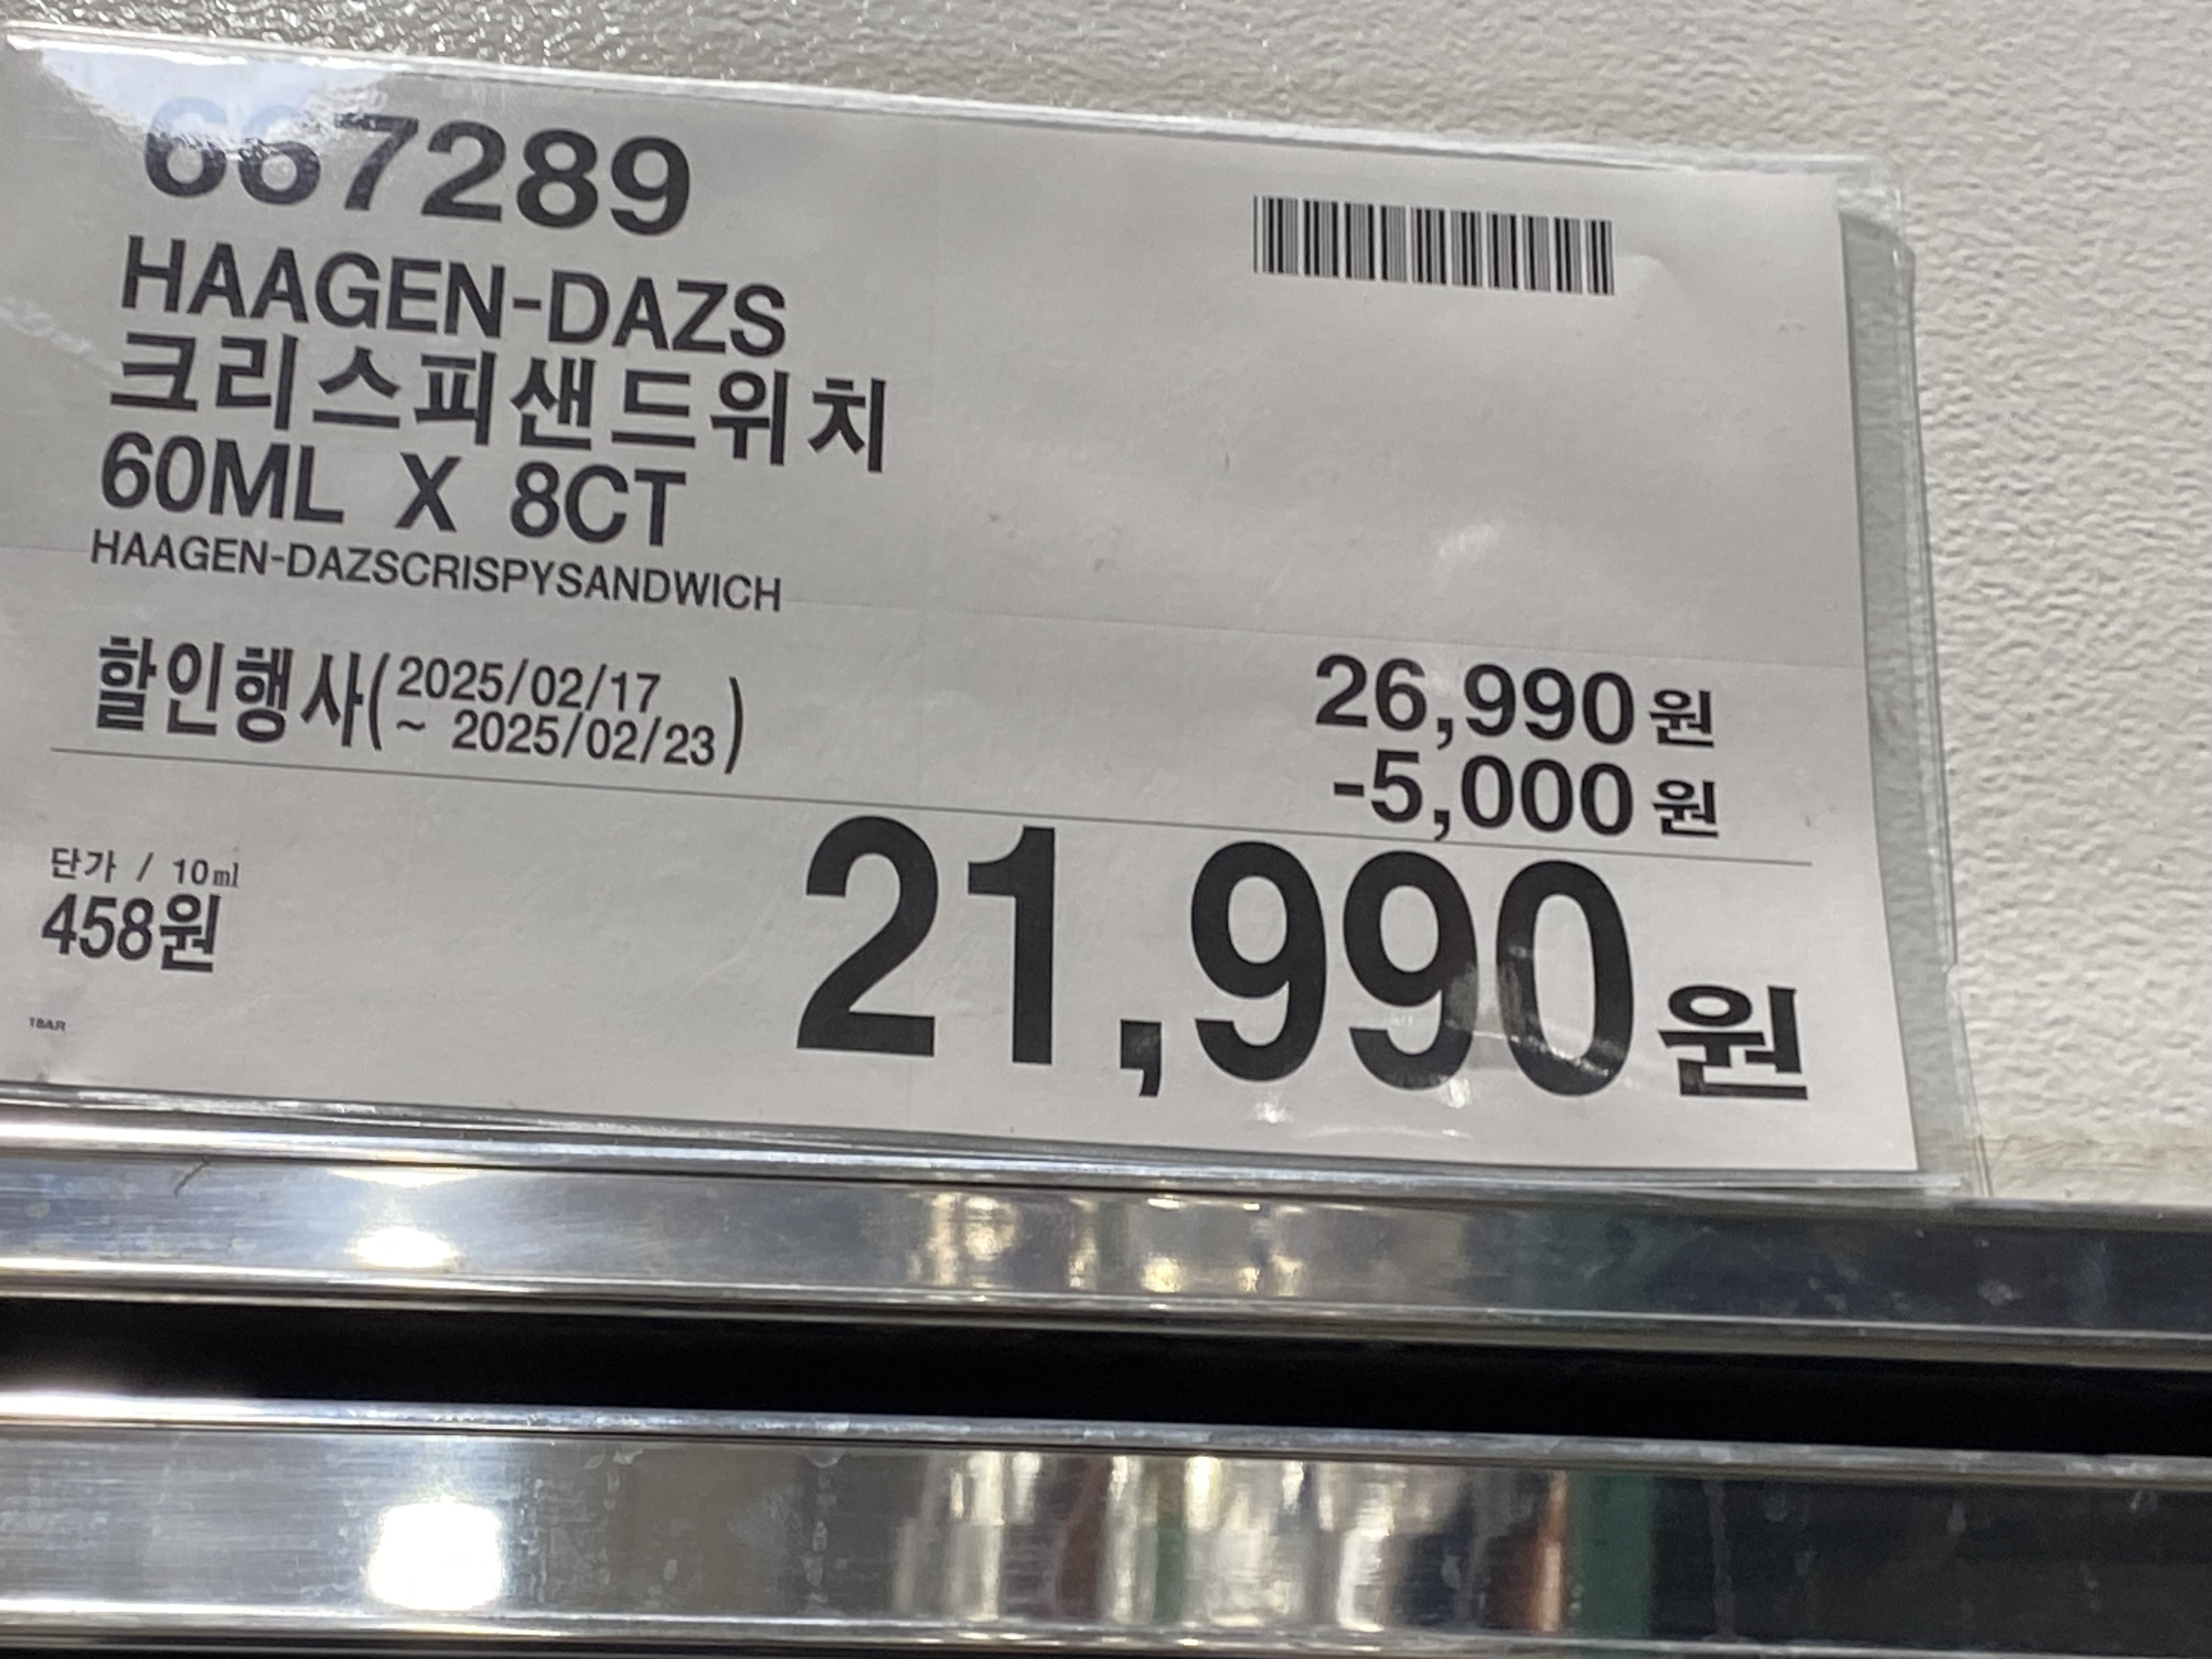 667289
HAAGEN-DAZS
크리스피샌드위치
60ML X 8CT
HAAGEN-DAZSCRISPYSANDWICH
할인행사(2025/02/17
~ 2025/02/23)
26,990원
-5,000원
단가 / 10ml
458원
21,990원